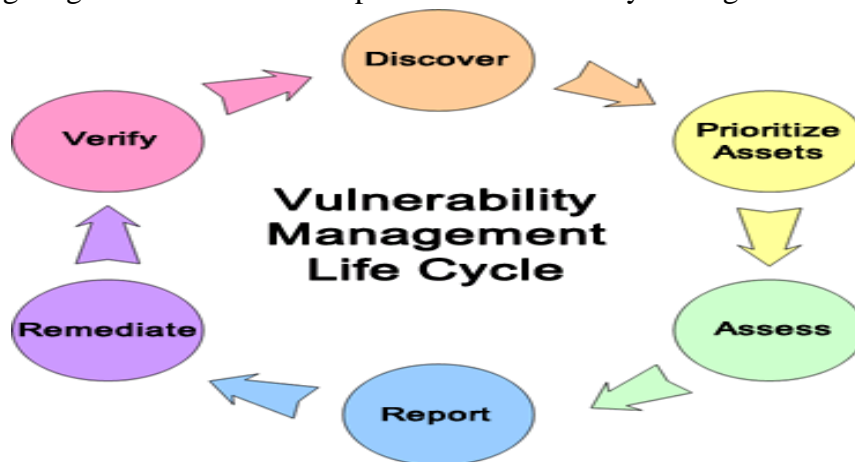 Discover
Prioritize
Assets
Assess
Report
Remediate
Verify
Vulnerability
Management
Life Cycle